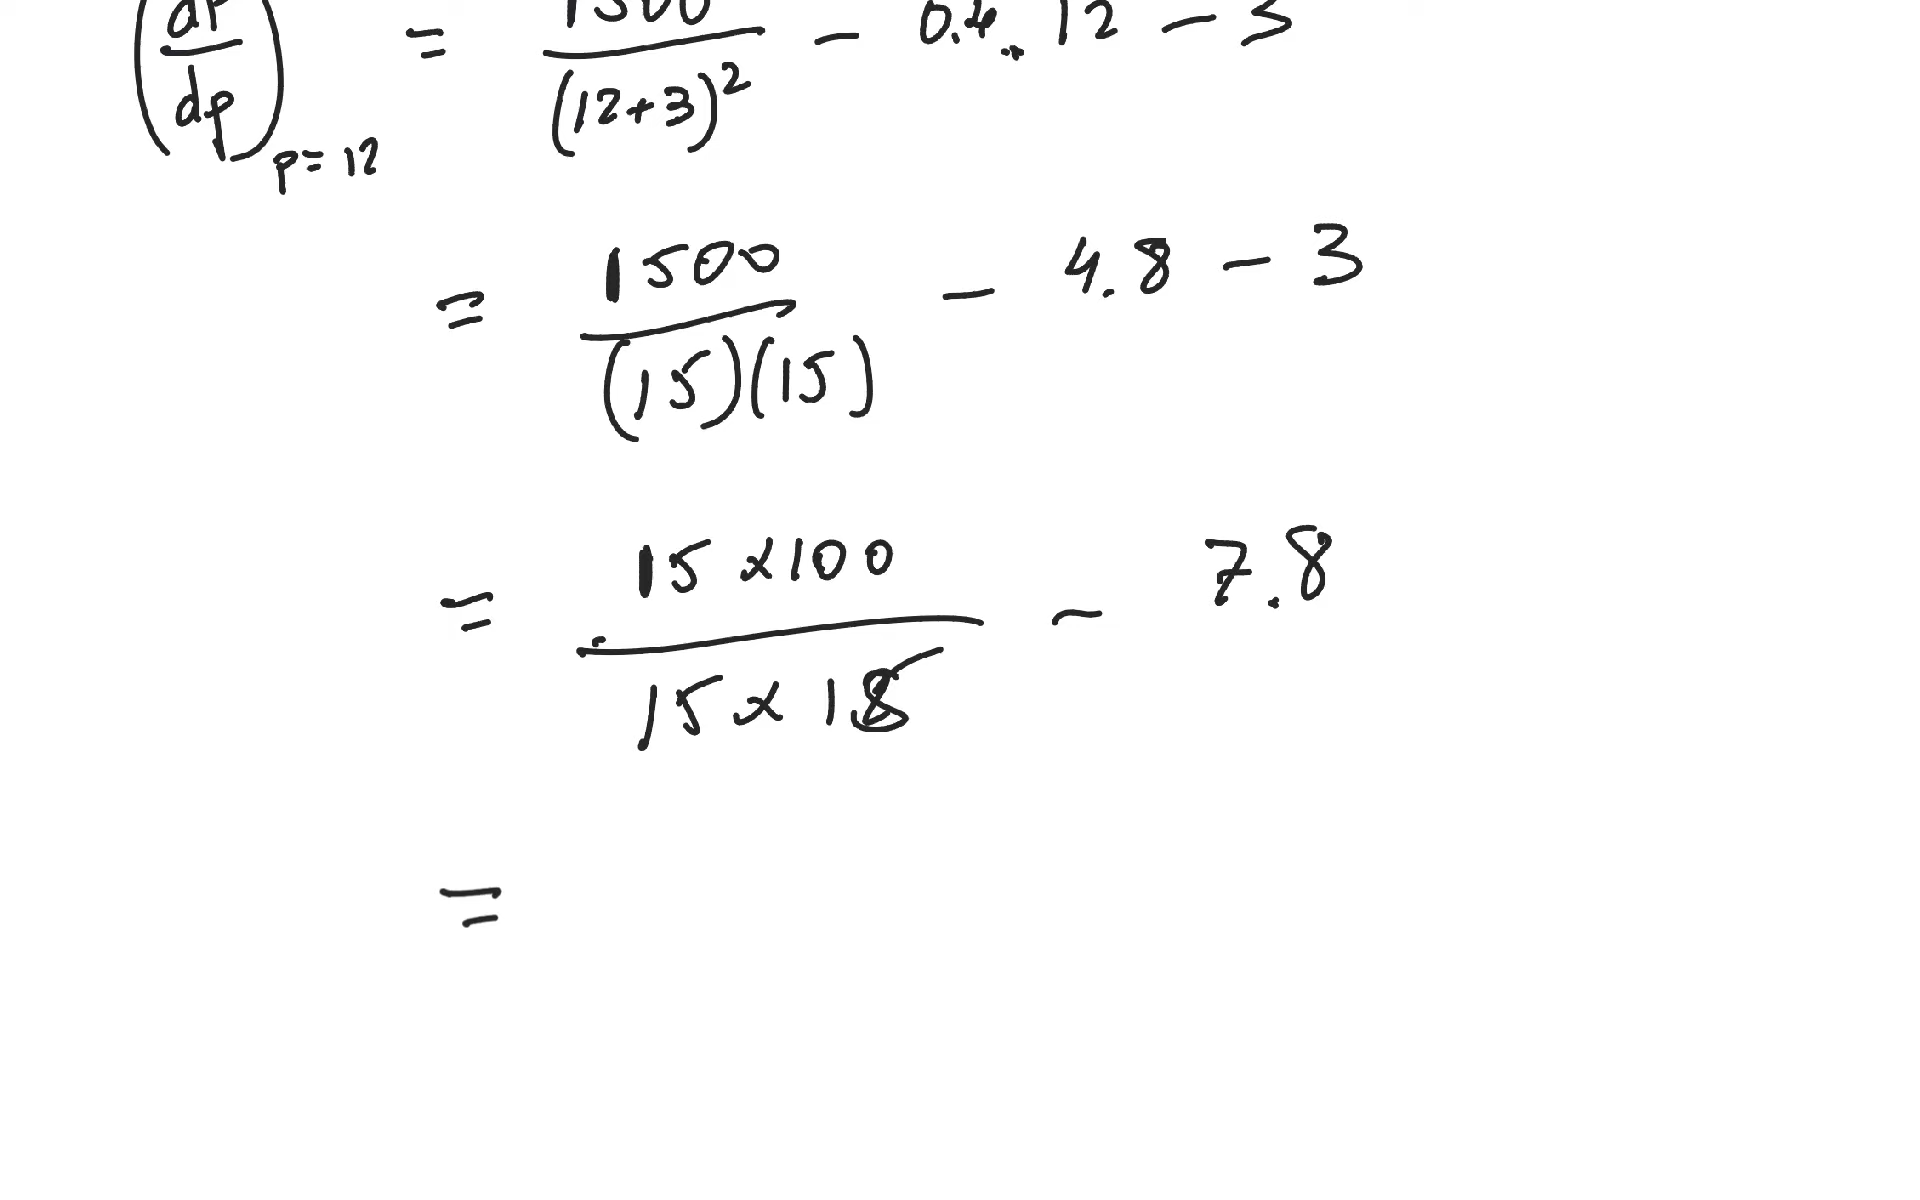 (dP/dp)p=12 = 1500/(12+3)² - 0.4 . 12 - 3
= 1500/(15)(15) - 4.8 - 3
= 15 x 100/15 x 15 - 7.8
=